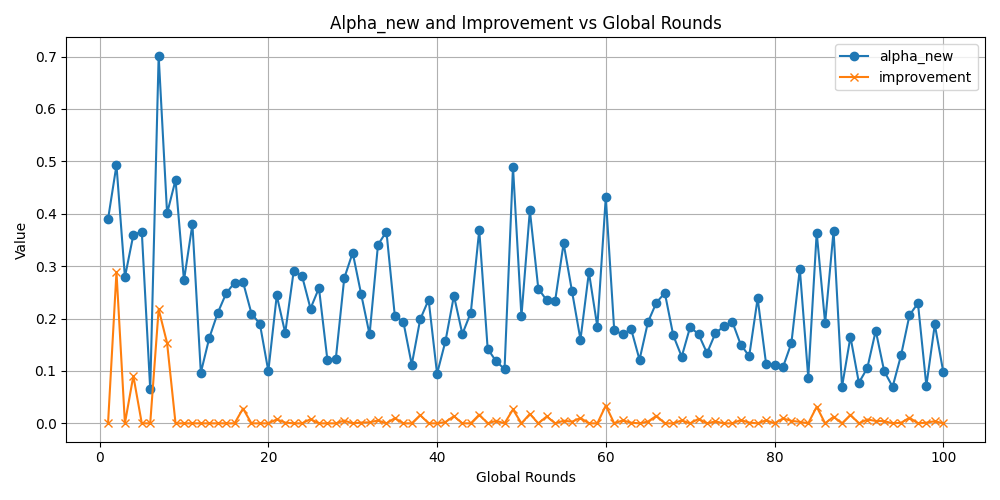 Alpha_new and Improvement vs Global Rounds
alpha_new
improvement
Value
0.7
0.6
0.5
0.4
0.3
0.2
0.1
0.0
0 20 40 60 80 100
Global Rounds